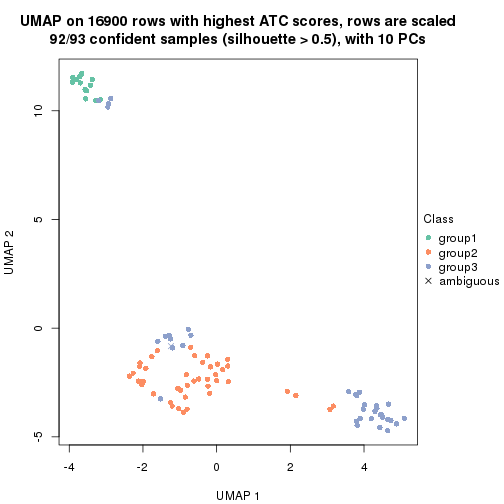 UMAP on 16900 rows with highest ATC scores, rows are scaled
92/93 confident samples (silhouette > 0.5), with 10 PCs
10
5
0
-5
UMAP 2
-4
-2
0
2
4
UMAP 1
Class
group1
group2
group3
ambiguous